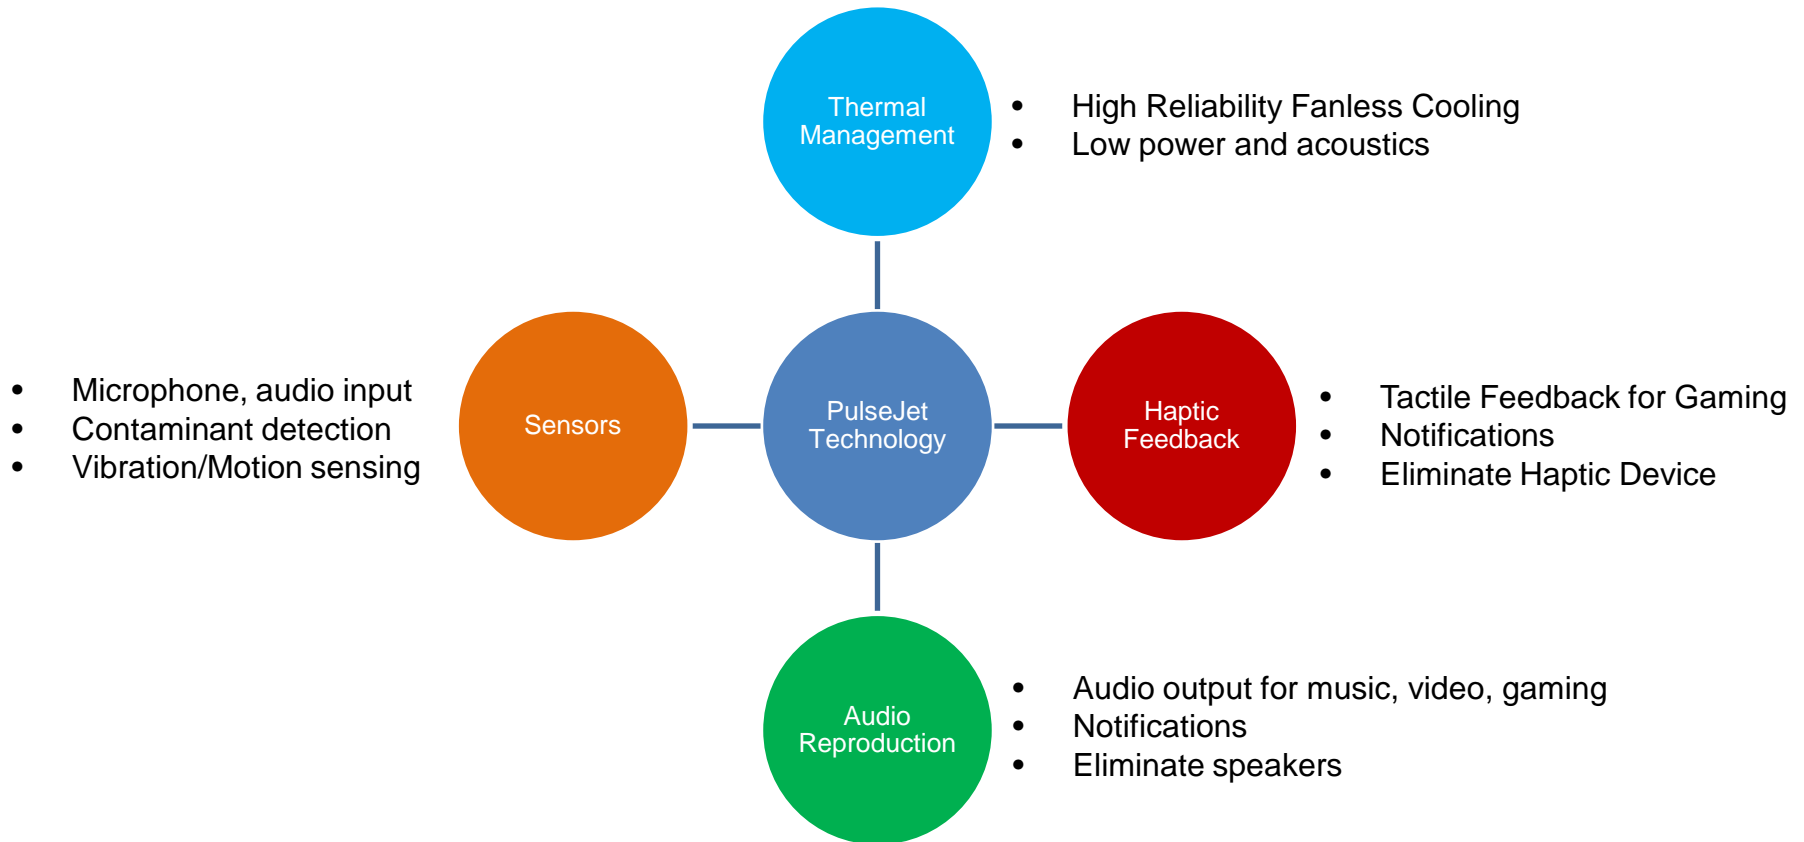 Thermal
Management
• High Reliability Fanless Cooling
• Low power and acoustics
• Microphone, audio input
• Contaminant detection
• Vibration/Motion sensing
Sensors
PulseJet
Technology
Haptic
Feedback
• Tactile Feedback for Gaming
• Notifications
• Eliminate Haptic Device
Audio
Reproduction
• Audio output for music, video, gaming
• Notifications
• Eliminate speakers